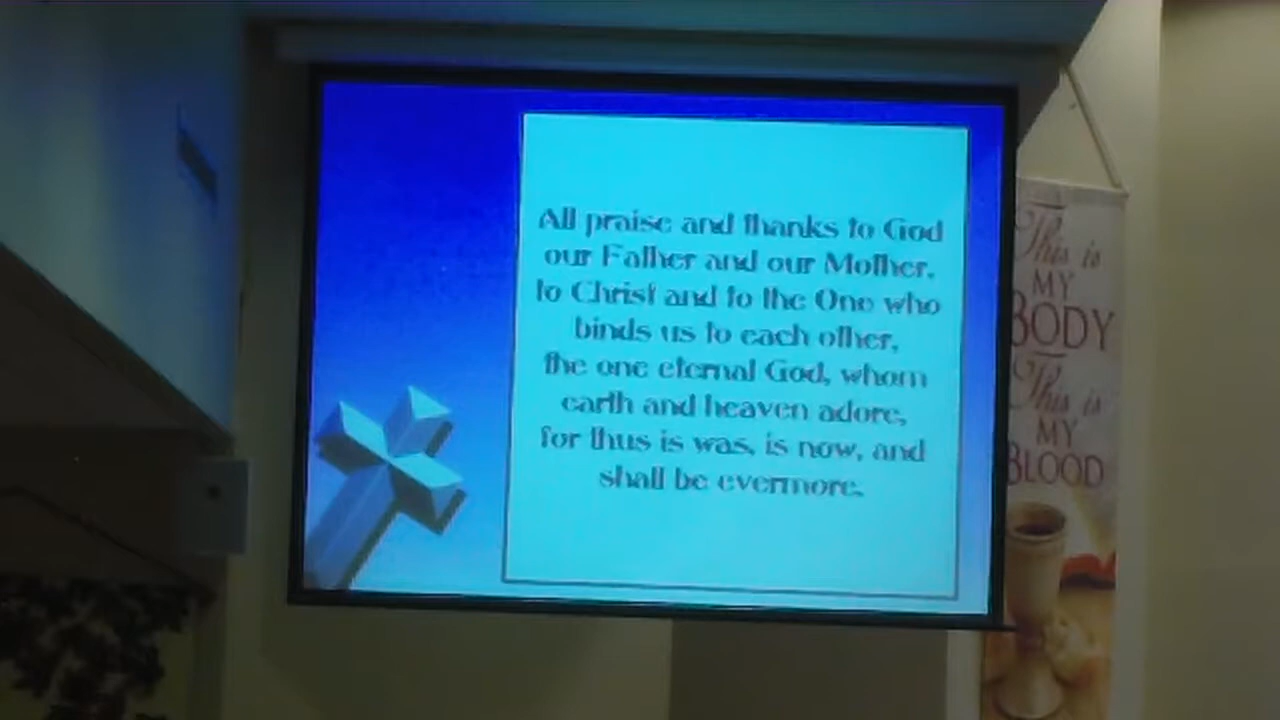 All praise and thanks to God
our Father and our Mother,
to Christ and to the One who
binds us to each other,
the one eternal God, whom
earth and heaven adore,
for thus is was, is now, and
shall be evermore.
This is
MY
BODY
This is
MY
BLOOD